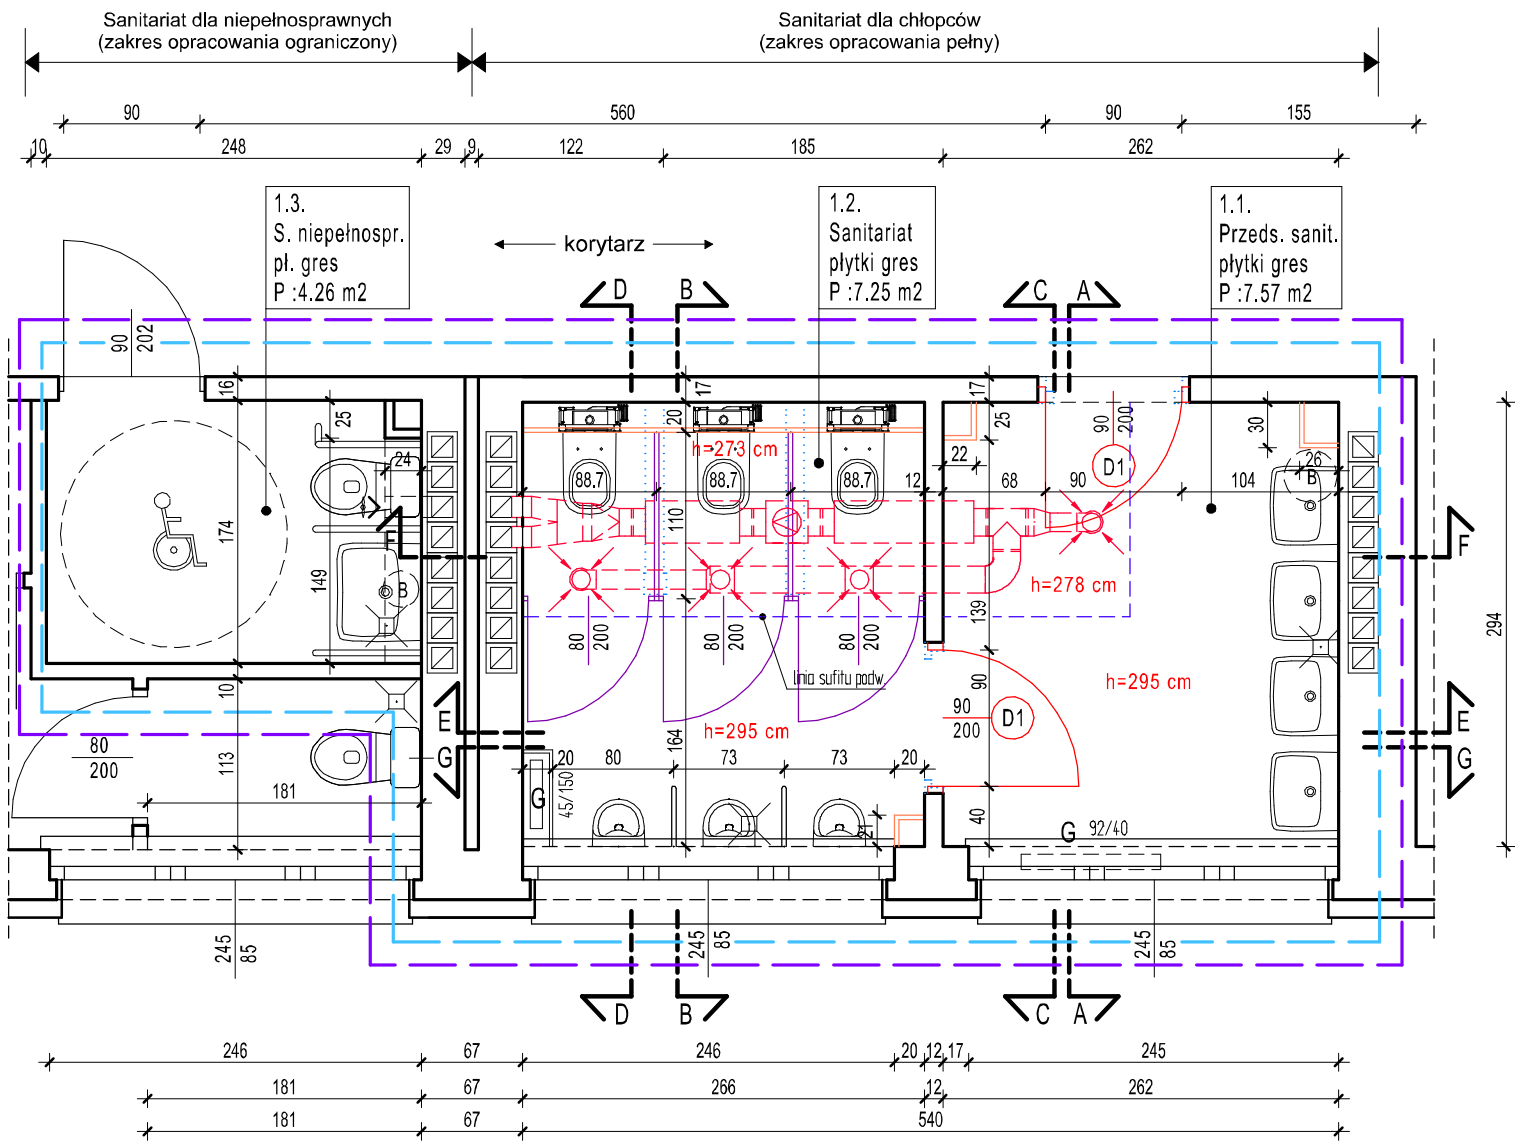 Sanitariat dla niepełnosprawnych
(zakres opracowania ograniczony)
Sanitariat dla chłopców
(zakres opracowania pełny)
90
560
90
155
10
248
29
9
122
185
262
1.3.
S. niepełnospr.
pł. gres
P :4.26 m2
korytarz
1.2.
Sanitariat
płytki gres
P :7.25 m2
1.1.
Przeds. sanit.
płytki gres
P :7.57 m2
D
B
C
A
90
202
16
17
17
25
20
25
90
200
30
h=273 cm
24
22
D1
26
B
88.7
88.7
88.7
12
68
90
104
174
110
F
F
149
B
h=278 cm
139
80
200
80
200
80
200
294
linia sufitu podw.
10
90
h=295 cm
E
90
200
D1
E
h=295 cm
164
80
200
113
G
G
20
80
73
73
20
181
45/150
G
21
40
G
92/40
245
85
245
85
245
85
D
B
C
A
246
67
246
20
12
17
245
181
67
266
12
262
181
67
540